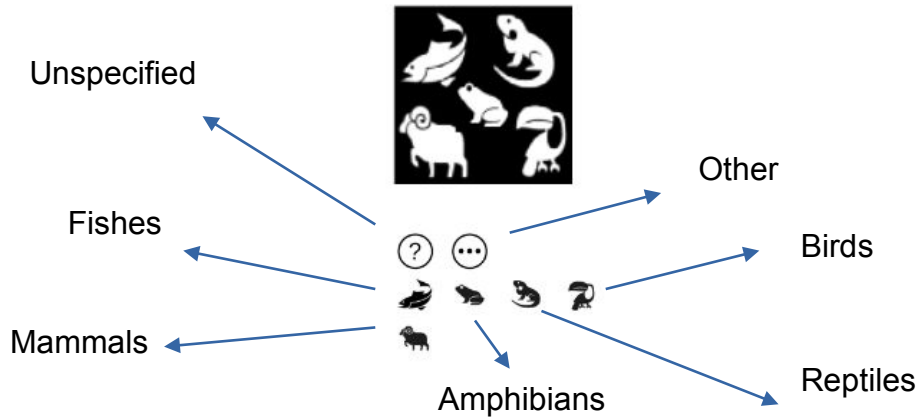 Unspecified
Other
Fishes
?
Birds
Mammals
Reptiles
Amphibians